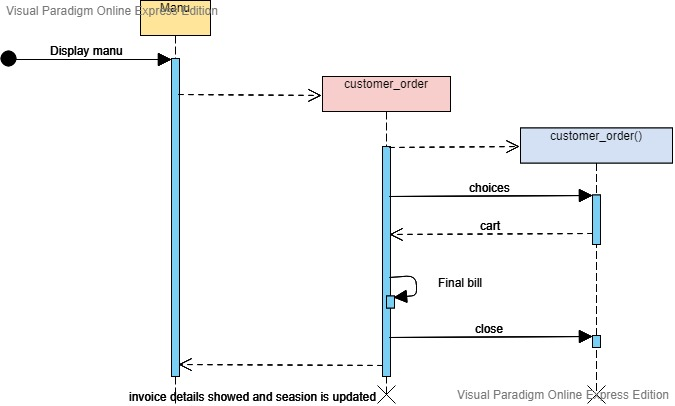 Visual Paradigm Online Express Edition
Manu
Display manu
customer_order
customer_order()
choices
cart
Final bill
close
invoice details showed and seasion is updated
Visual Paradigm Online Express Edition